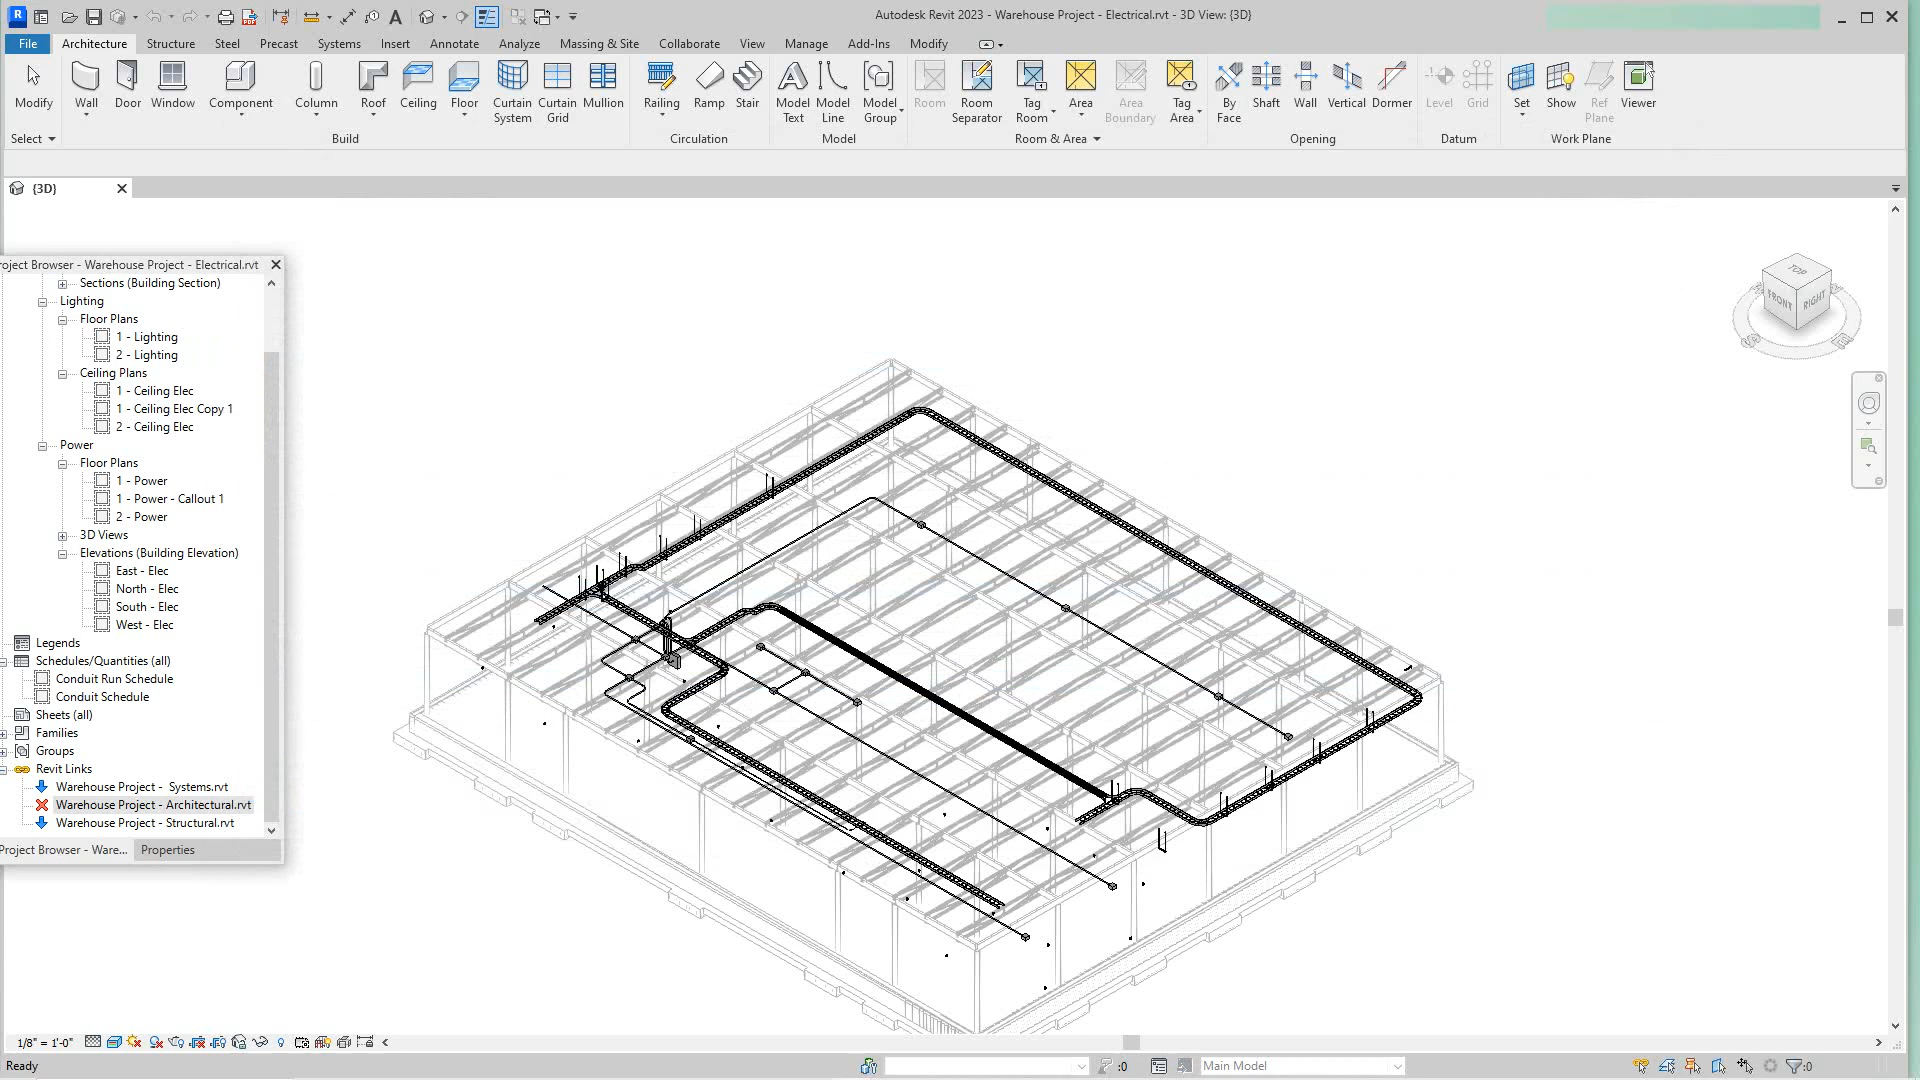 Autodesk Revit 2023 - Warehouse Project - Electrical.rvt - 3D View: {3D}
File Architecture Structure Steel Precast Systems Insert Annotate Analyze Massing & Site Collaborate View Manage Add-Ins Modify
Modify Wall Door Window Component Column Roof Ceiling Floor Curtain System Curtain Grid Mullion Railing Ramp Stair Model Text Model Line Model Group Room Room Separator Tag Room Area Area Boundary Tag Area By Face Shaft Wall Vertical Dormer Level Grid Set Show Ref Plane Viewer
Select Build Circulation Model Room & Area Opening Datum Work Plane
{3D}
TOP
FRONT RIGHT
roject Browser - Warehouse Project - Electrical.rvt
Sections (Building Section)
Lighting
Floor Plans
1 - Lighting
2 - Lighting
Ceiling Plans
1 - Ceiling Elec
1 - Ceiling Elec Copy 1
2 - Ceiling Elec
Power
Floor Plans
1 - Power
1 - Power - Callout 1
2 - Power
3D Views
Elevations (Building Elevation)
East - Elec
North - Elec
South - Elec
West - Elec
Legends
Schedules/Quantities (all)
Conduit Run Schedule
Conduit Schedule
Sheets (all)
Families
Groups
Revit Links
Warehouse Project - Systems.rvt
Warehouse Project - Architectural.rvt
Warehouse Project - Structural.rvt
Project Browser - Ware... Properties
1/8" = 1'-0"
Ready :0 Main Model :0